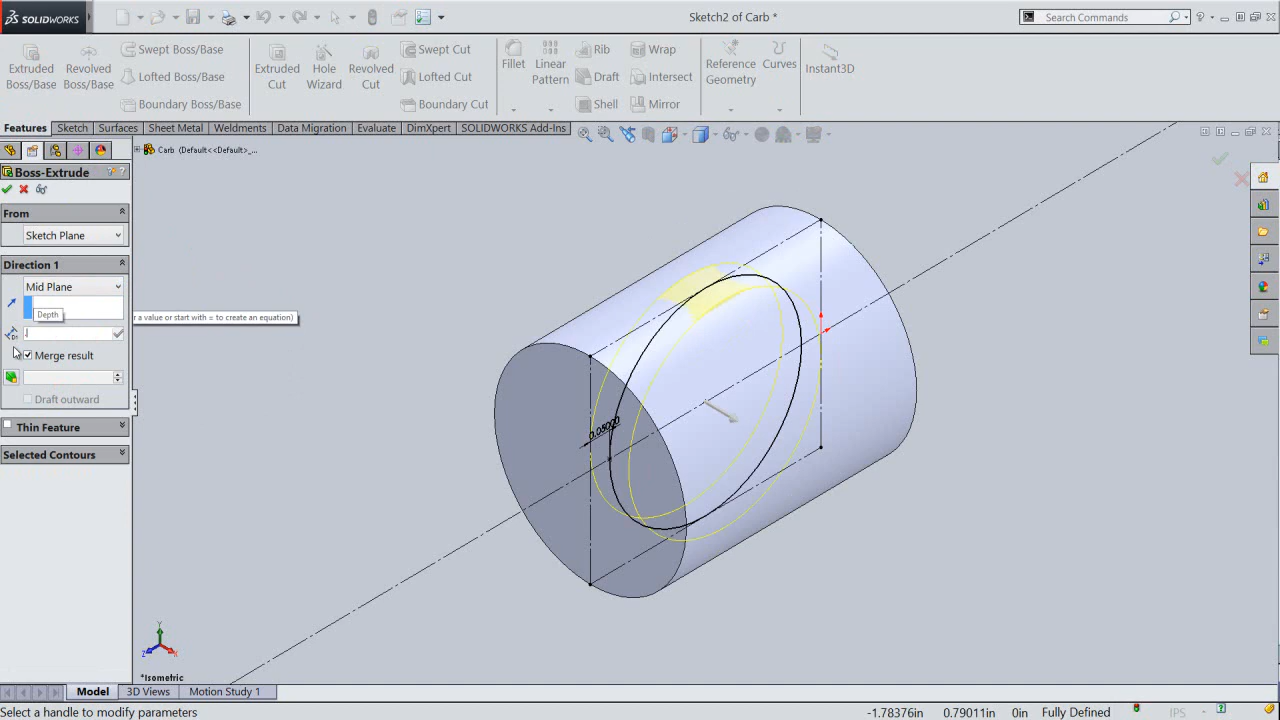 SOLIDWORKS
Sketch2 of Carb *
Search Commands
Extruded Boss/Base
Revolved Boss/Base
Swept Boss/Base
Lofted Boss/Base
Boundary Boss/Base
Extruded Cut
Hole Wizard
Revolved Cut
Swept Cut
Lofted Cut
Boundary Cut
Fillet
Linear Pattern
Rib
Draft
Shell
Wrap
Intersect
Mirror
Reference Geometry
Curves
Instant3D
Features Sketch Surfaces Sheet Metal Weldments Data Migration Evaluate DimXpert SOLIDWORKS Add-Ins
Carb (Default<<Default>_...
Boss-Extrude
From
Sketch Plane
Direction 1
Mid Plane
Depth
r a value or start with = to create an equation)
.
Merge result
Draft outward
Thin Feature
Selected Contours
0.05000
Y
Z
X
*Isometric
Model 3D Views Motion Study 1
Select a handle to modify parameters
-1.78376in 0.79011in 0in Fully Defined IPS